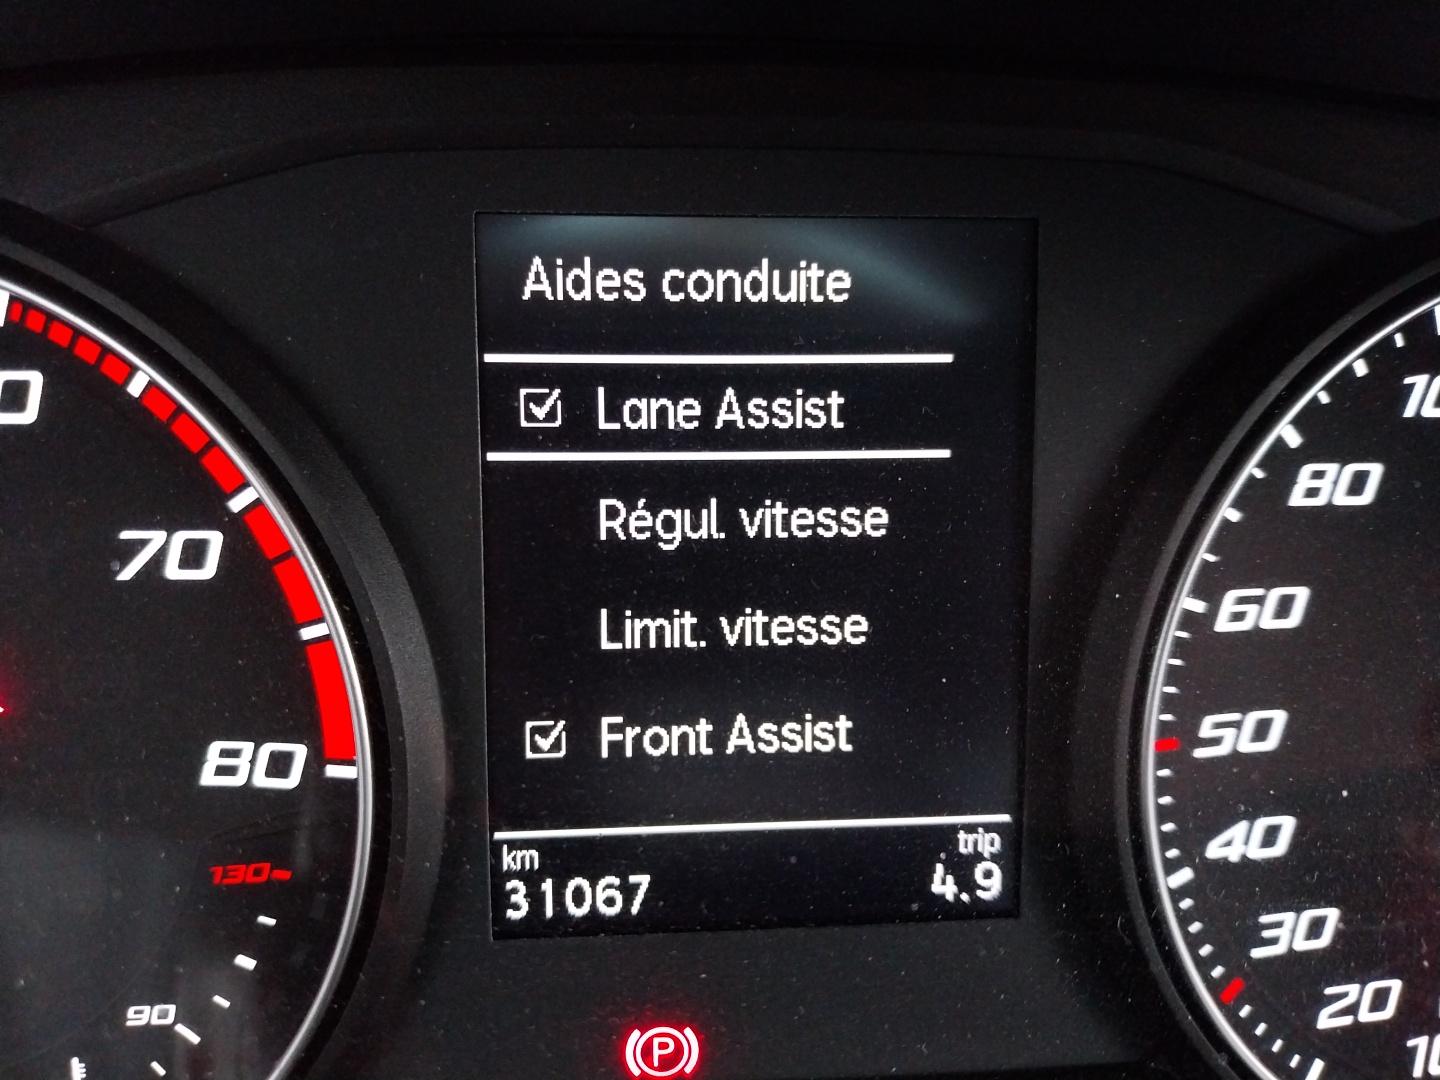 Aides conduite
Lane Assist
Régul. vitesse
Limit. vitesse
Front Assist
km
trip
31067
4.9
70
80
130
90
80
60
50
40
30
20
P